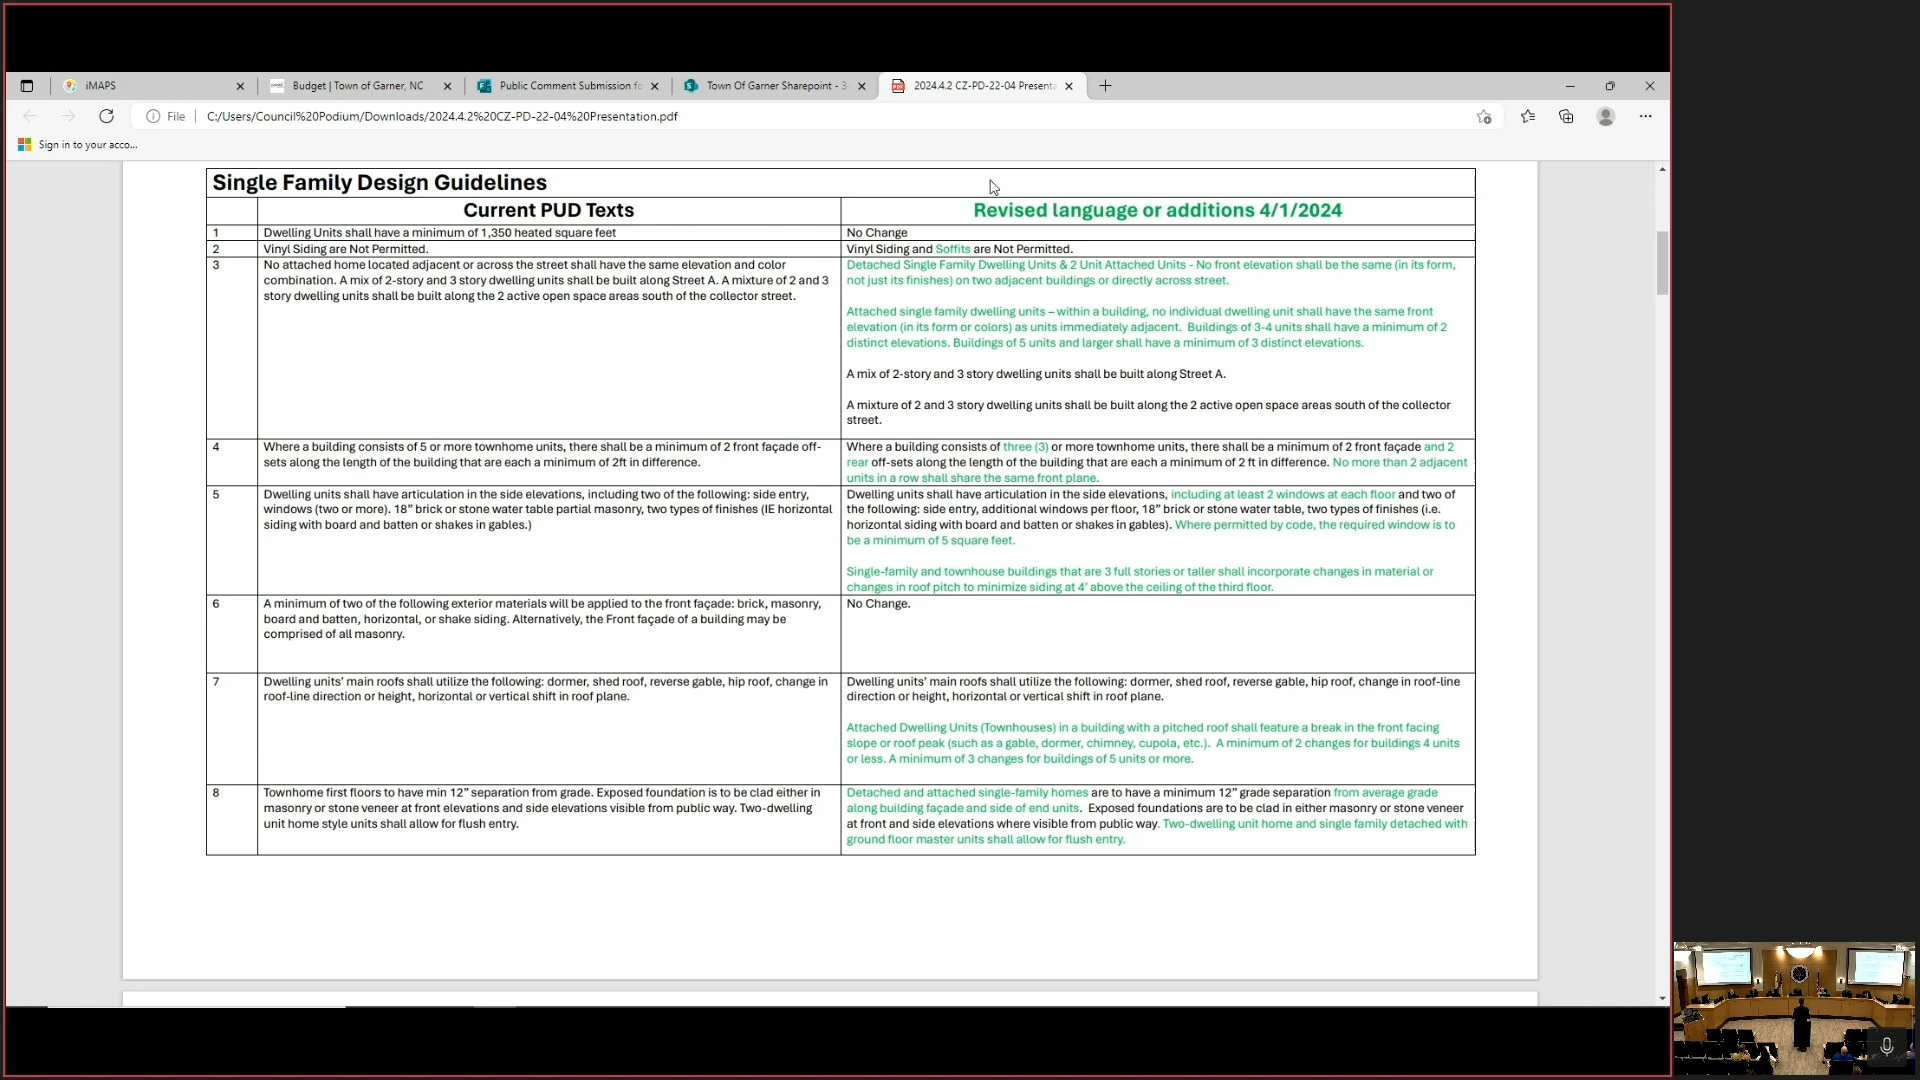 iMAPS
Budget | Town of Garner, NC
Public Comment Submission fo
Town Of Garner Sharepoint - 3-
2024.4.2 CZ-PD-22-04 Presenta
File
C:/Users/Council%20Podium/Downloads/2024.4.2%20CZ-PD-22-04%20Presentation.pdf
Sign in to your acco...
Single Family Design Guidelines
Current PUD Texts
Revised language or additions 4/1/2024
1
Dwelling Units shall have a minimum of 1,350 heated square feet
No Change
2
Vinyl Siding are Not Permitted.
Vinyl Siding and Soffits are Not Permitted.
3
No attached home located adjacent or across the street shall have the same elevation and color
combination. A mix of 2-story and 3 story dwelling units shall be built along Street A. A mixture of 2 and 3
story dwelling units shall be built along the 2 active open space areas south of the collector street.
Detached Single Family Dwelling Units & 2 Unit Attached Units - No front elevation shall be the same (in its form,
not just its finishes) on two adjacent buildings or directly across street.
Attached single family dwelling units – within a building, no individual dwelling unit shall have the same front
elevation (in its form or colors) as units immediately adjacent.  Buildings of 3-4 units shall have a minimum of 2
distinct elevations. Buildings of 5 units and larger shall have a minimum of 3 distinct elevations.
A mix of 2-story and 3 story dwelling units shall be built along Street A.
A mixture of 2 and 3 story dwelling units shall be built along the 2 active open space areas south of the collector
street.
4
Where a building consists of 5 or more townhome units, there shall be a minimum of 2 front façade off-
sets along the length of the building that are each a minimum of 2ft in difference.
Where a building consists of three (3) or more townhome units, there shall be a minimum of 2 front façade and 2
rear off-sets along the length of the building that are each a minimum of 2 ft in difference. No more than 2 adjacent
units in a row shall share the same front plane.
5
Dwelling units shall have articulation in the side elevations, including two of the following: side entry,
windows (two or more). 18” brick or stone water table partial masonry, two types of finishes (IE horizontal
siding with board and batten or shakes in gables.)
Dwelling units shall have articulation in the side elevations, including at least 2 windows at each floor and two of
the following: side entry, additional windows per floor, 18” brick or stone water table, two types of finishes (i.e.
horizontal siding with board and batten or shakes in gables). Where permitted by code, the required window is to
be a minimum of 5 square feet.
Single-family and townhouse buildings that are 3 full stories or taller shall incorporate changes in material or
changes in roof pitch to minimize siding at 4’ above the ceiling of the third floor.
6
A minimum of two of the following exterior materials will be applied to the front façade: brick, masonry,
board and batten, horizontal, or shake siding. Alternatively, the Front façade of a building may be
comprised of all masonry.
No Change.
7
Dwelling units’ main roofs shall utilize the following: dormer, shed roof, reverse gable, hip roof, change in
roof-line direction or height, horizontal or vertical shift in roof plane.
Dwelling units’ main roofs shall utilize the following: dormer, shed roof, reverse gable, hip roof, change in roof-line
direction or height, horizontal or vertical shift in roof plane.
Attached Dwelling Units (Townhouses) in a building with a pitched roof shall feature a break in the front facing
slope or roof peak (such as a gable, dormer, chimney, cupola, etc.).  A minimum of 2 changes for buildings 4 units
or less. A minimum of 3 changes for buildings of 5 units or more.
8
Townhome first floors to have min 12” separation from grade. Exposed foundation is to be clad either in
masonry or stone veneer at front elevations and side elevations visible from public way. Two-dwelling
unit home style units shall allow for flush entry.
Detached and attached single-family homes are to have a minimum 12” grade separation from average grade
along building façade and side of end units.  Exposed foundations are to be clad in either masonry or stone veneer
at front and side elevations where visible from public way. Two-dwelling unit home and single family detached with
ground floor master units shall allow for flush entry.